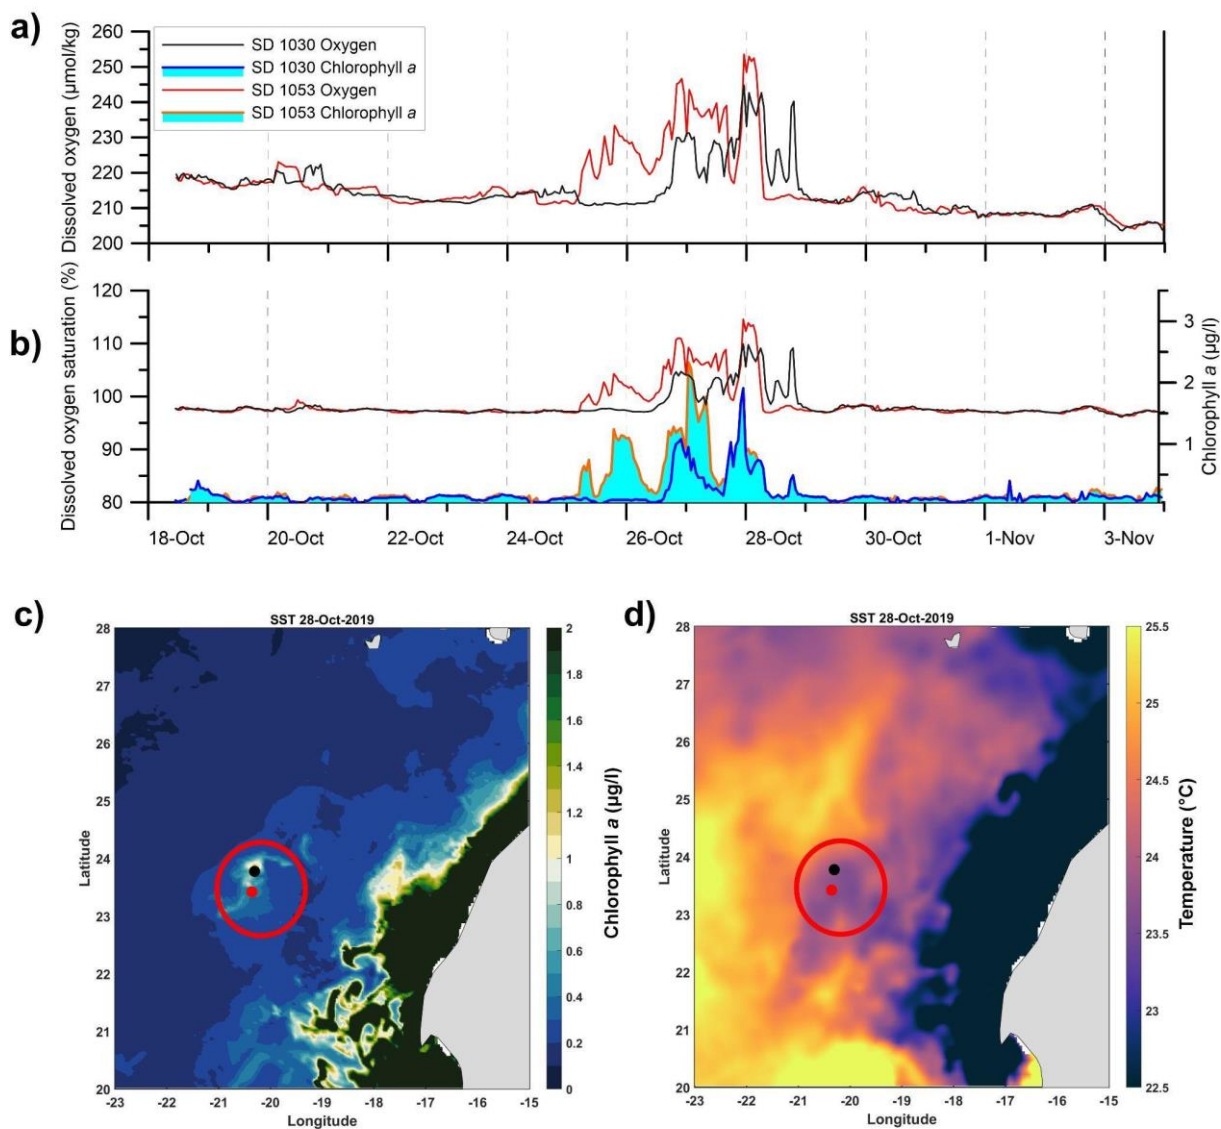 a)
Dissolved oxygen (µmol/kg)
260
250
240
230
220
210
200
SD 1030 Oxygen
SD 1030 Chlorophyll a
SD 1053 Oxygen
SD 1053 Chlorophyll a
b)
Dissolved oxygen saturation (%)
120
110
100
90
80
3
2
1
Chlorophyll a (µg/l)
18-Oct 20-Oct 22-Oct 24-Oct 26-Oct 28-Oct 30-Oct 1-Nov 3-Nov
c)
SST 28-Oct-2019
Latitude
28
27
26
25
24
23
22
21
20
-23 -22 -21 -20 -19 -18 -17 -16 -15
Longitude
2
1.8
1.6
1.4
1.2
1
0.8
0.6
0.4
0.2
0
Chlorophyll a (µg/l)
d)
SST 28-Oct-2019
Latitude
28
27
26
25
24
23
22
21
20
-23 -22 -21 -20 -19 -18 -17 -16 -15
Longitude
25.5
25
24.5
24
23.5
23
22.5
Temperature (°C)